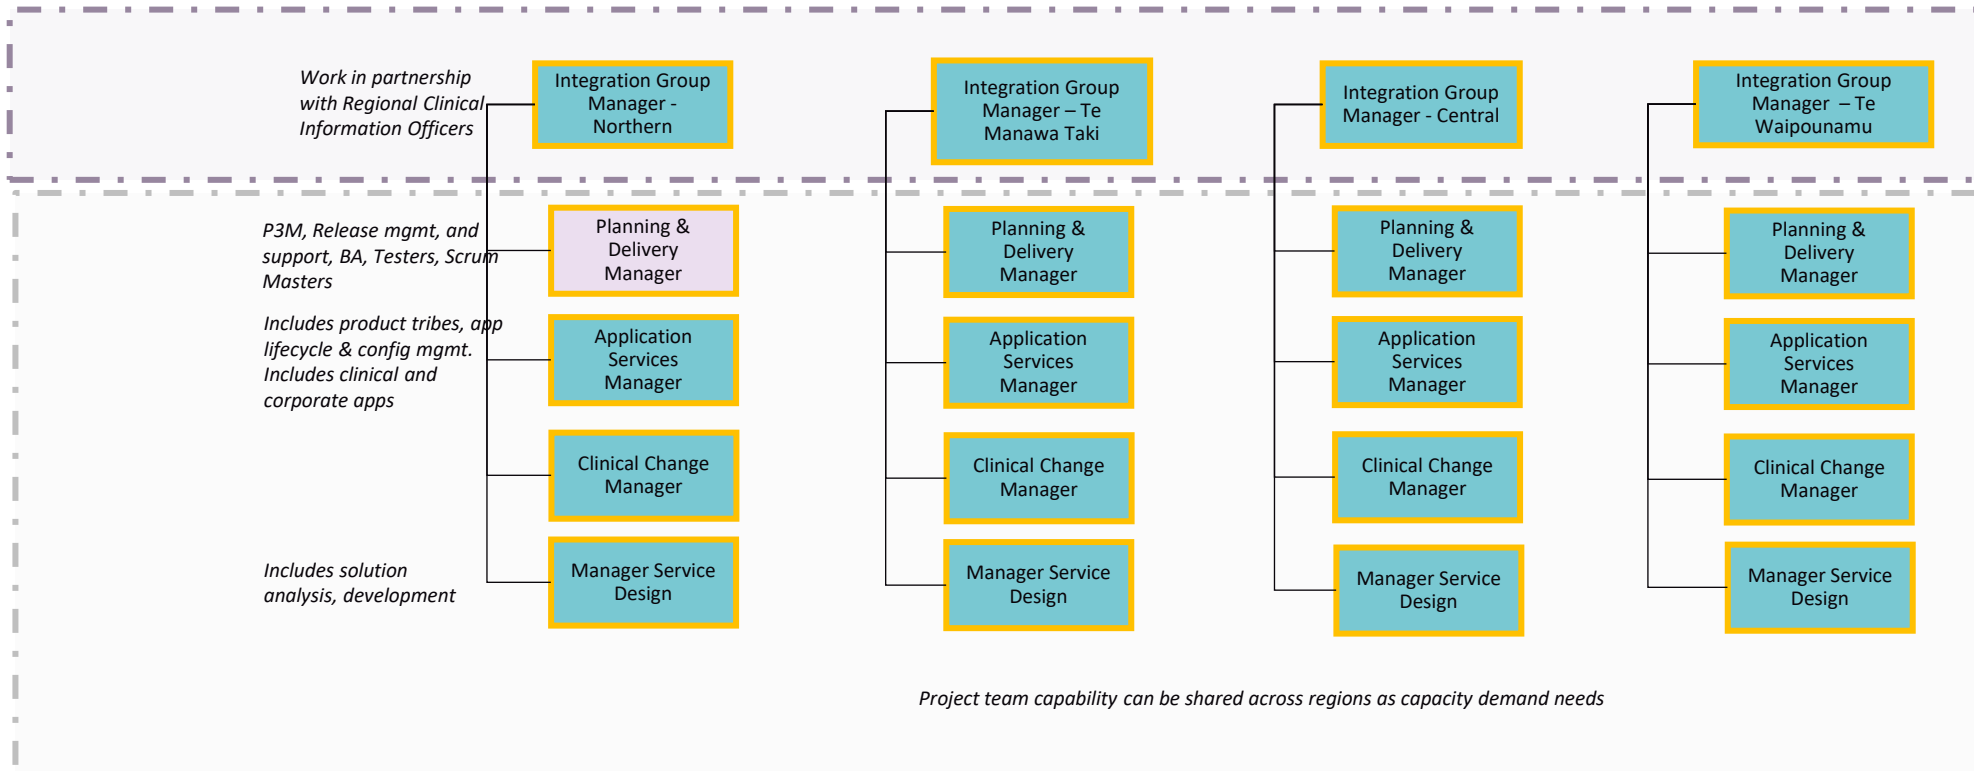 Work in partnership
with Regional Clinical
Information Officers
Integration Group
Manager -
Northern
Integration Group
Manager – Te
Manawa Taki
Integration Group
Manager - Central
Integration Group
Manager – Te
Waipounamu
P3M, Release mgmt, and
support, BA, Testers, Scrum
Masters
Planning &
Delivery
Manager
Planning &
Delivery
Manager
Planning &
Delivery
Manager
Planning &
Delivery
Manager
Includes product tribes, app
lifecycle & config mgmt.
Includes clinical and
corporate apps
Application
Services
Manager
Application
Services
Manager
Application
Services
Manager
Application
Services
Manager
Clinical Change
Manager
Clinical Change
Manager
Clinical Change
Manager
Clinical Change
Manager
Includes solution
analysis, development
Manager Service
Design
Manager Service
Design
Manager Service
Design
Manager Service
Design
Project team capability can be shared across regions as capacity demand needs